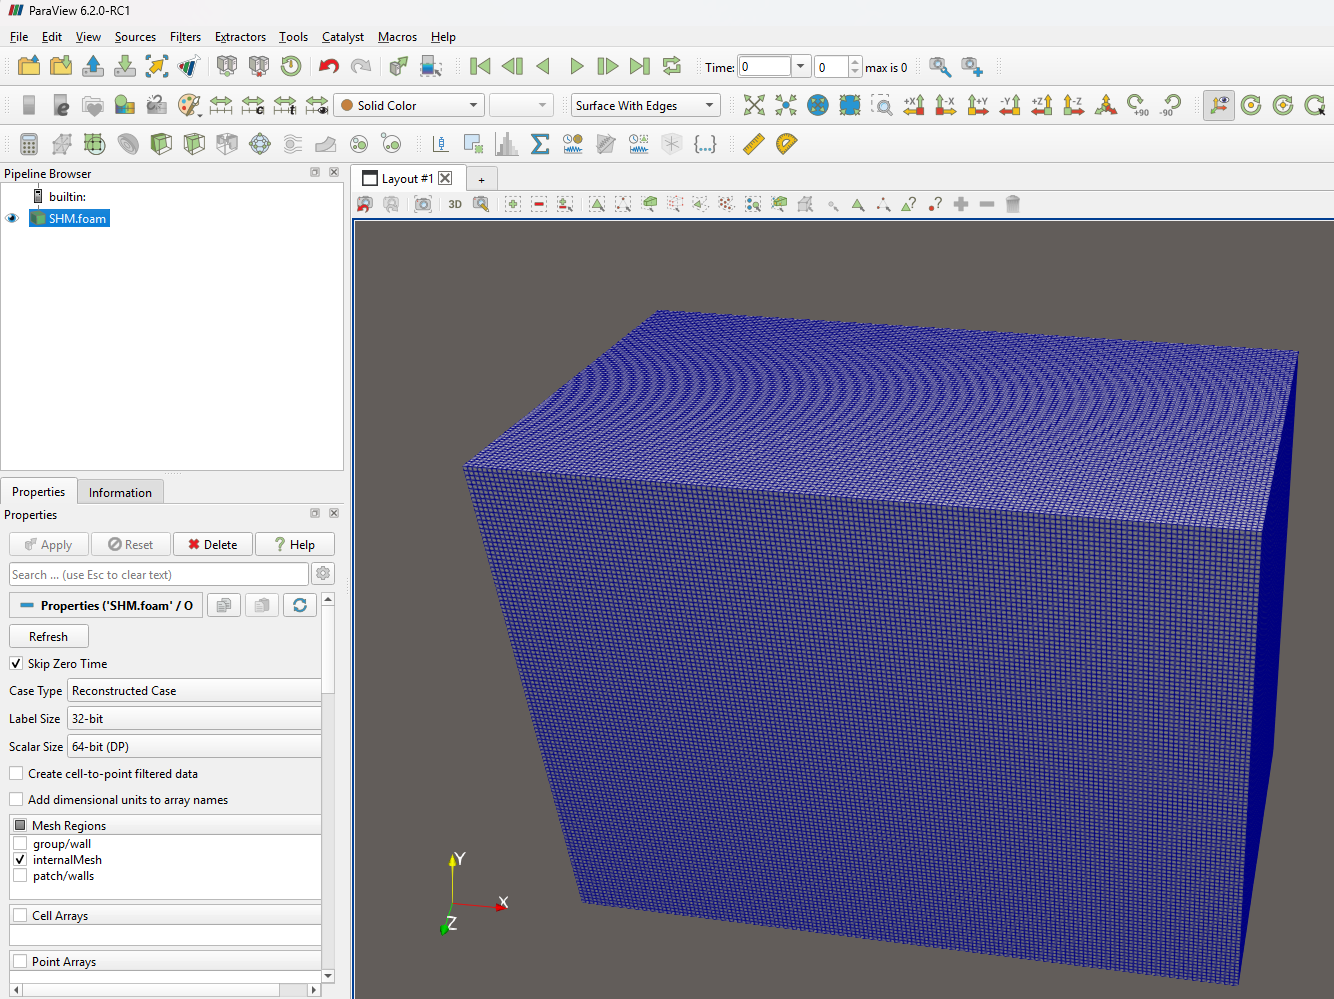 ParaView 6.2.0-RC1
File Edit View Sources Filters Extractors Tools Catalyst Macros Help
Time: 0 0 max is 0
Solid Color Surface With Edges +X -X +Y -Y +Z -Z +90 -90
Pipeline Browser
Layout #1 +
builtin:
3D
SHM.foam
Properties Information
Properties
Apply Reset Delete ? Help
Search ... (use Esc to clear text)
Properties ('SHM.foam' / O
Refresh
Skip Zero Time
Case Type Reconstructed Case
Label Size 32-bit
Scalar Size 64-bit (DP)
Create cell-to-point filtered data
Add dimensional units to array names
Mesh Regions
group/wall
internalMesh
patch/walls
Cell Arrays
Point Arrays
Y
X
Z